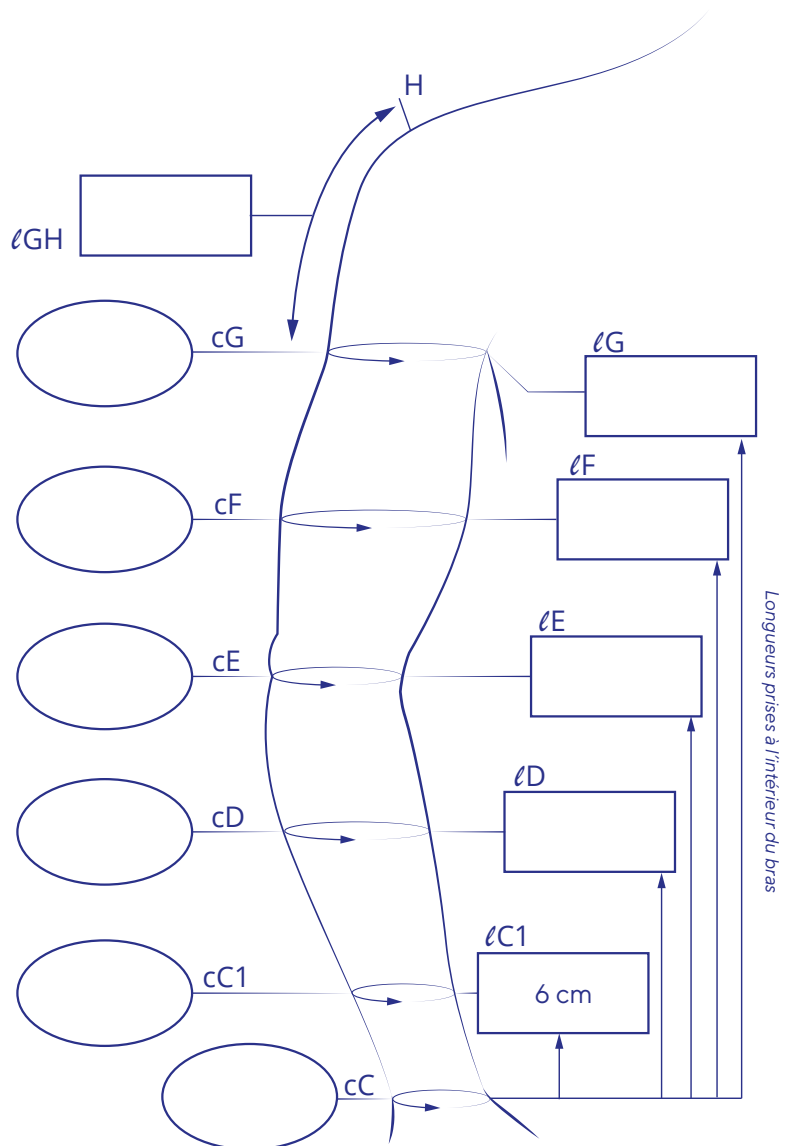 H
ℓGH
cG
ℓG
cF
ℓF
cE
ℓE
cD
ℓD
cC1
ℓC1
6 cm
cC
Longueurs prises à l'intérieur du bras